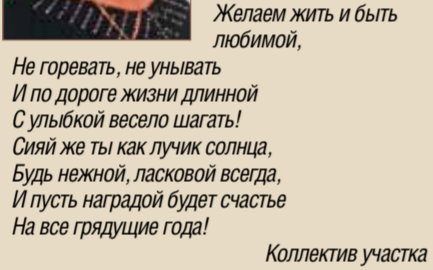 Желаем жить и быть
любимой,
Не горевать, не унывать
И по дороге жизни длинной
С улыбкой весело шагать!
Сияй же ты как лучик солнца,
Будь нежной, ласковой всегда,
И пусть наградой будет счастье
На все грядущие года!
Коллектив участка